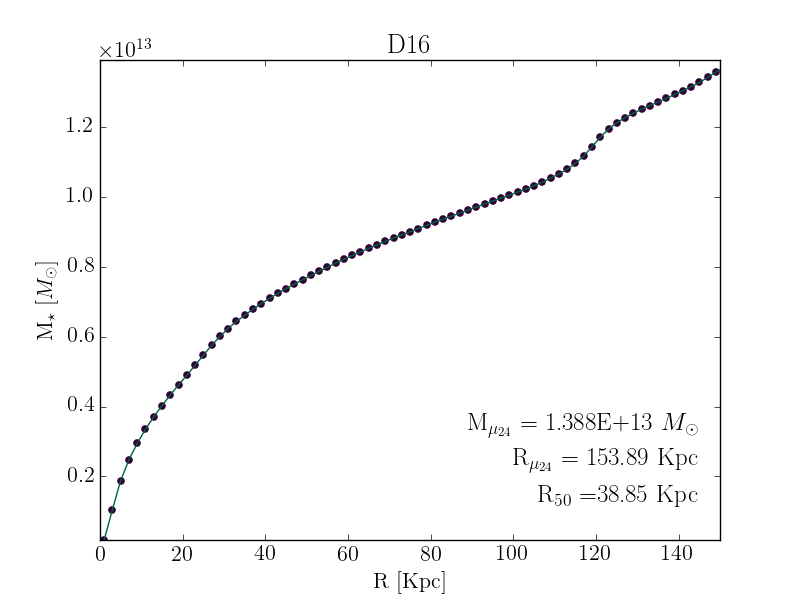 D16
×10¹³
1.2
1.0
0.8
0.6
0.4
0.2
M⋆ [M⊙]
M_μ₂₄ = 1.388E+13 M⊙
R_μ₂₄ = 153.89 Kpc
R₅₀ =38.85 Kpc
0 20 40 60 80 100 120 140
R [Kpc]